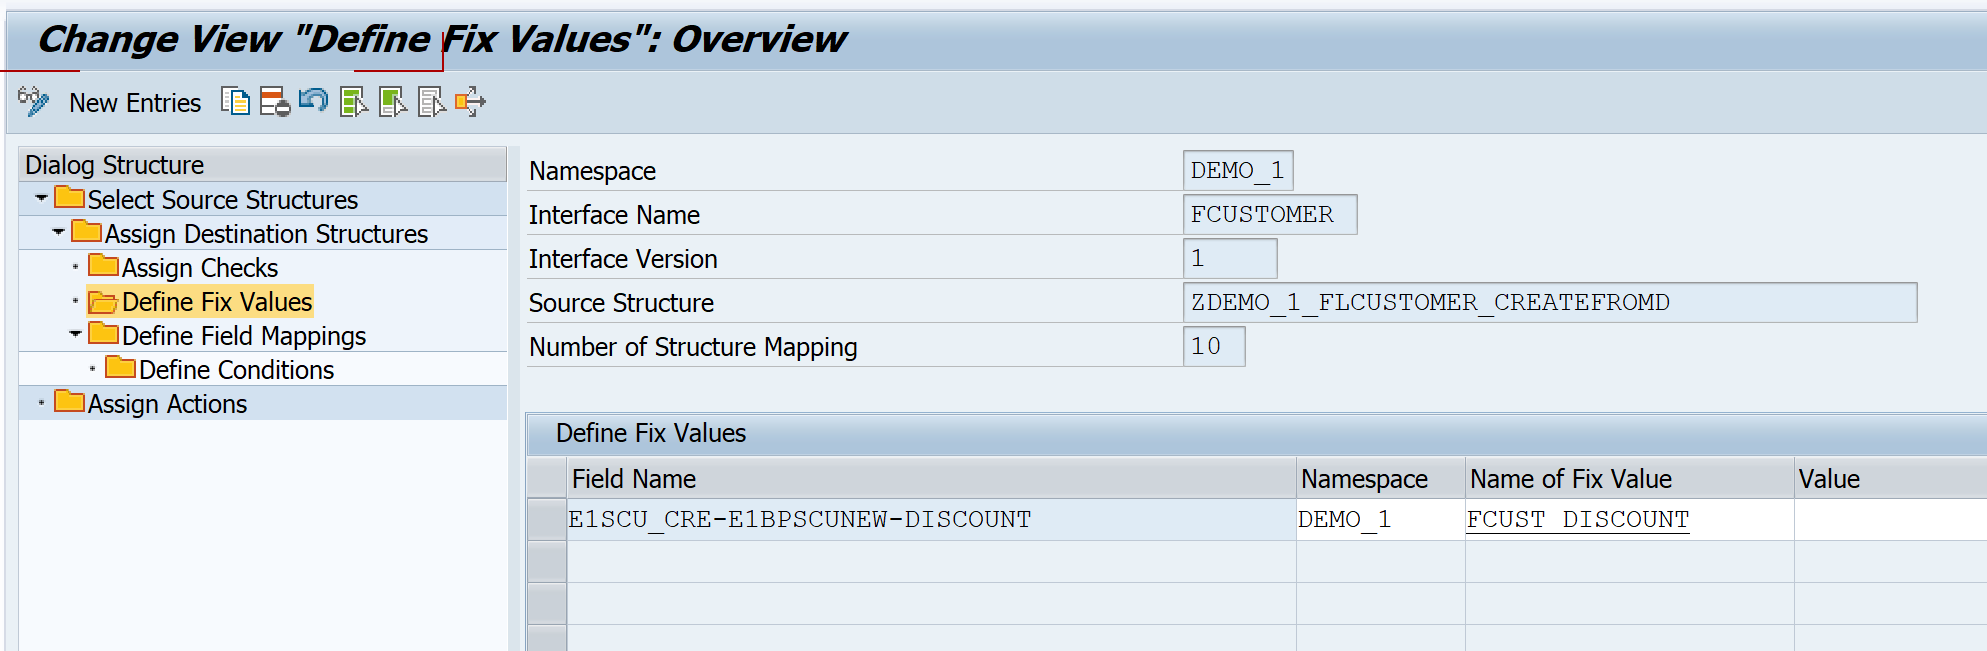 Change View "Define Fix Values": Overview
New Entries
Dialog Structure
Select Source Structures
Assign Destination Structures
Assign Checks
Define Fix Values
Define Field Mappings
Define Conditions
Assign Actions
Namespace DEMO_1
Interface Name FCUSTOMER
Interface Version 1
Source Structure ZDEMO_1_FLCUSTOMER_CREATEFROMD
Number of Structure Mapping 10
Define Fix Values
Field Name Namespace Name of Fix Value Value
E1SCU_CRE-E1BPSCUNEW-DISCOUNT DEMO_1 FCUST_DISCOUNT